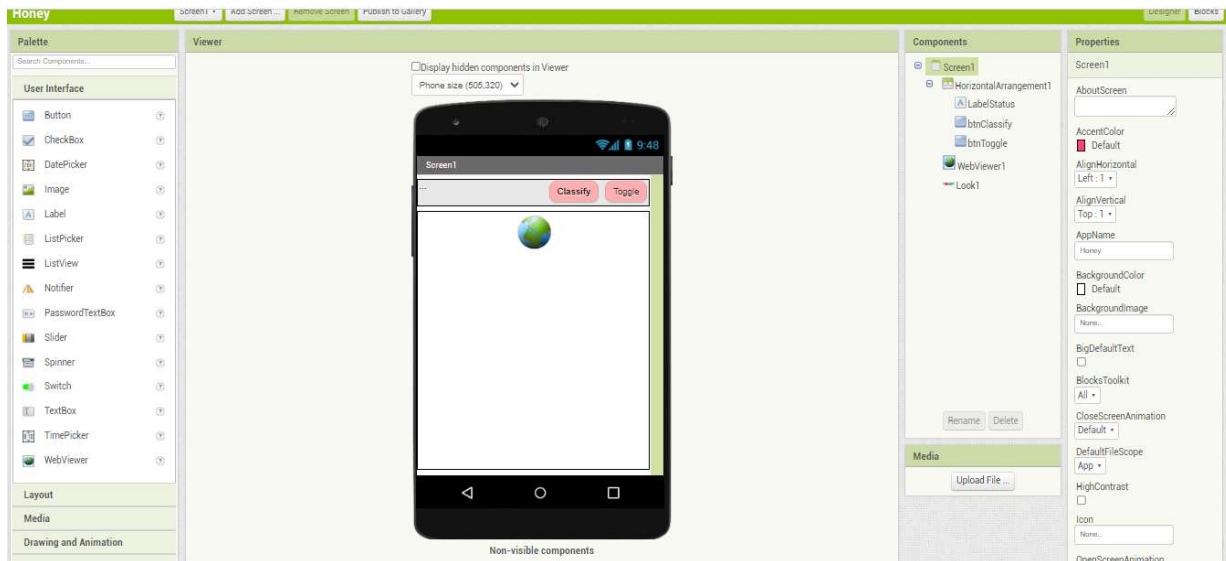 Honey
Screen1
Add Screen ...
Remove Screen
Publish to Gallery
Designer
Blocks
Palette
Search Components...
User Interface
Button
CheckBox
DatePicker
Image
Label
ListPicker
ListView
Notifier
PasswordTextBox
Slider
Spinner
Switch
TextBox
TimePicker
WebViewer
Layout
Media
Drawing and Animation
Viewer
Display hidden components in Viewer
Phone size (505,320)
9:48
Screen1
...
Classify
Toggle
Non-visible components
Components
Screen1
HorizontalArrangement1
LabelStatus
btnClassify
btnToggle
WebViewer1
Look1
Rename
Delete
Media
Upload File ...
Properties
Screen1
AboutScreen
AccentColor
Default
AlignHorizontal
Left : 1
AlignVertical
Top : 1
AppName
Honey
BackgroundColor
Default
BackgroundImage
None...
BigDefaultText
BlocksToolkit
All
CloseScreenAnimation
Default
DefaultFileScope
App
HighContrast
Icon
None...
OpenScreenAnimation